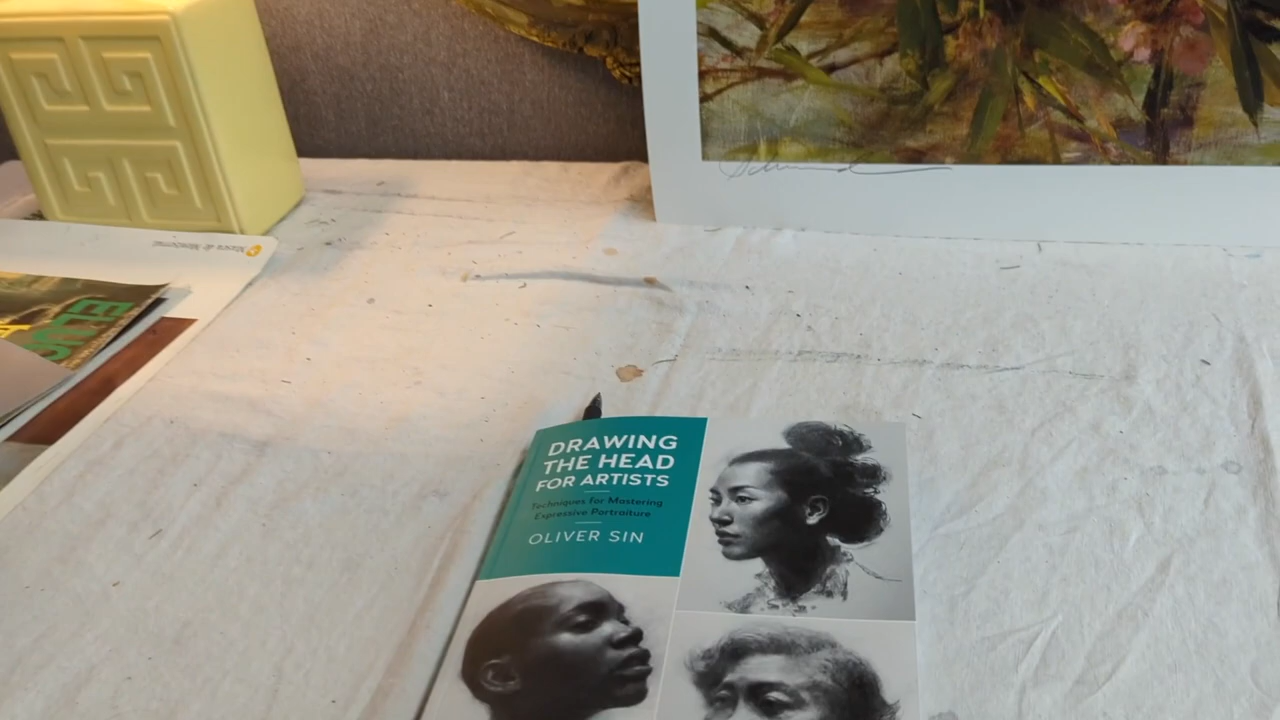 DRAWING
THE HEAD
FOR ARTISTS
Techniques for Mastering
Expressive Portraiture
OLIVER SIN